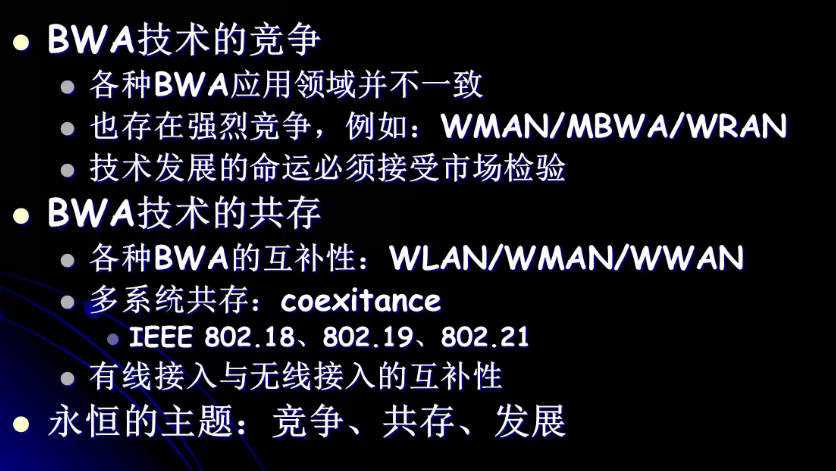 BWA技术的竞争
各种BWA应用领域并不一致
也存在强烈竞争，例如：WMAN/MBWA/WRAN
技术发展的命运必须接受市场检验
BWA技术的共存
各种BWA的互补性：WLAN/WMAN/WWAN
多系统共存：coexitance
IEEE 802.18、802.19、802.21
有线接入与无线接入的互补性
永恒的主题：竞争、共存、发展